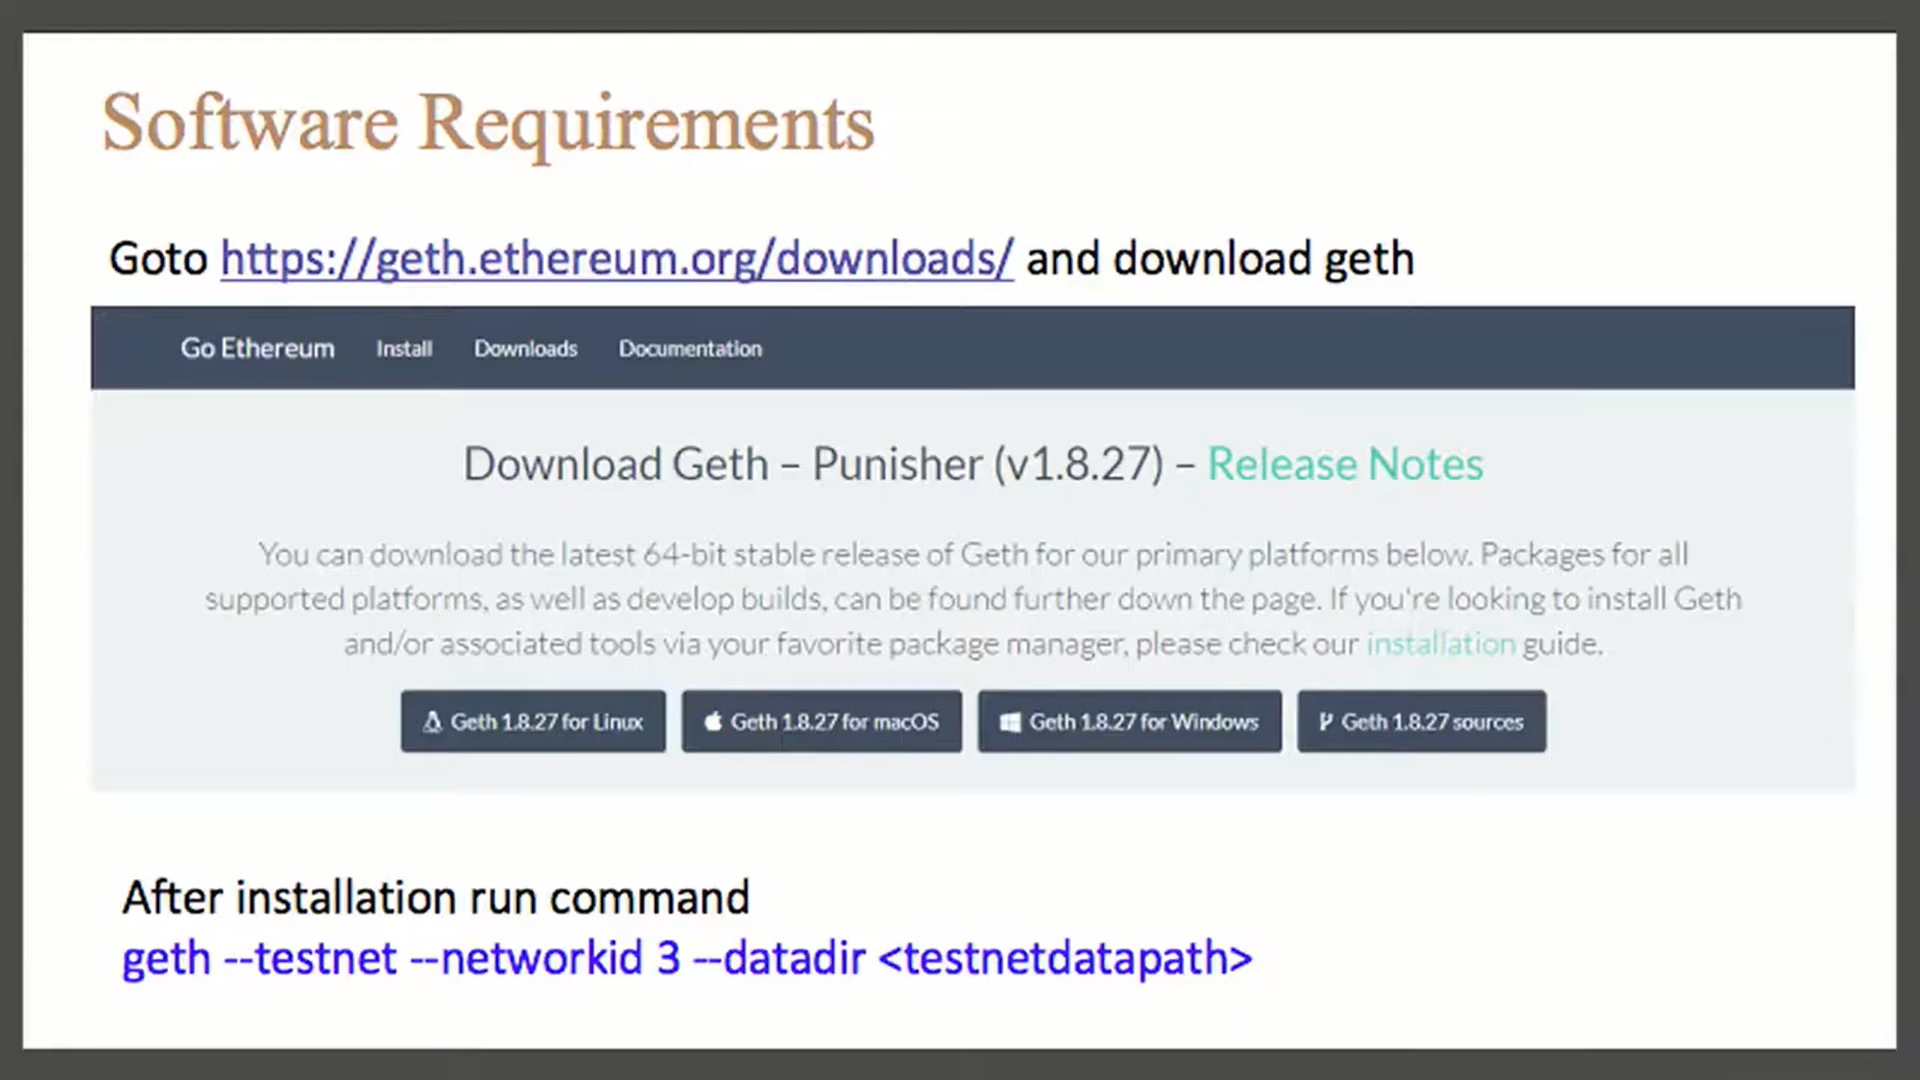 Software Requirements
Goto https://geth.ethereum.org/downloads/ and download geth
Go Ethereum Install Downloads Documentation
Download Geth – Punisher (v1.8.27) – Release Notes
You can download the latest 64-bit stable release of Geth for our primary platforms below. Packages for all
supported platforms, as well as develop builds, can be found further down the page. If you're looking to install Geth
and/or associated tools via your favorite package manager, please check our installation guide.
Geth 1.8.27 for Linux Geth 1.8.27 for macOS Geth 1.8.27 for Windows Geth 1.8.27 sources
After installation run command
geth --testnet --networkid 3 --datadir <testnetdatapath>